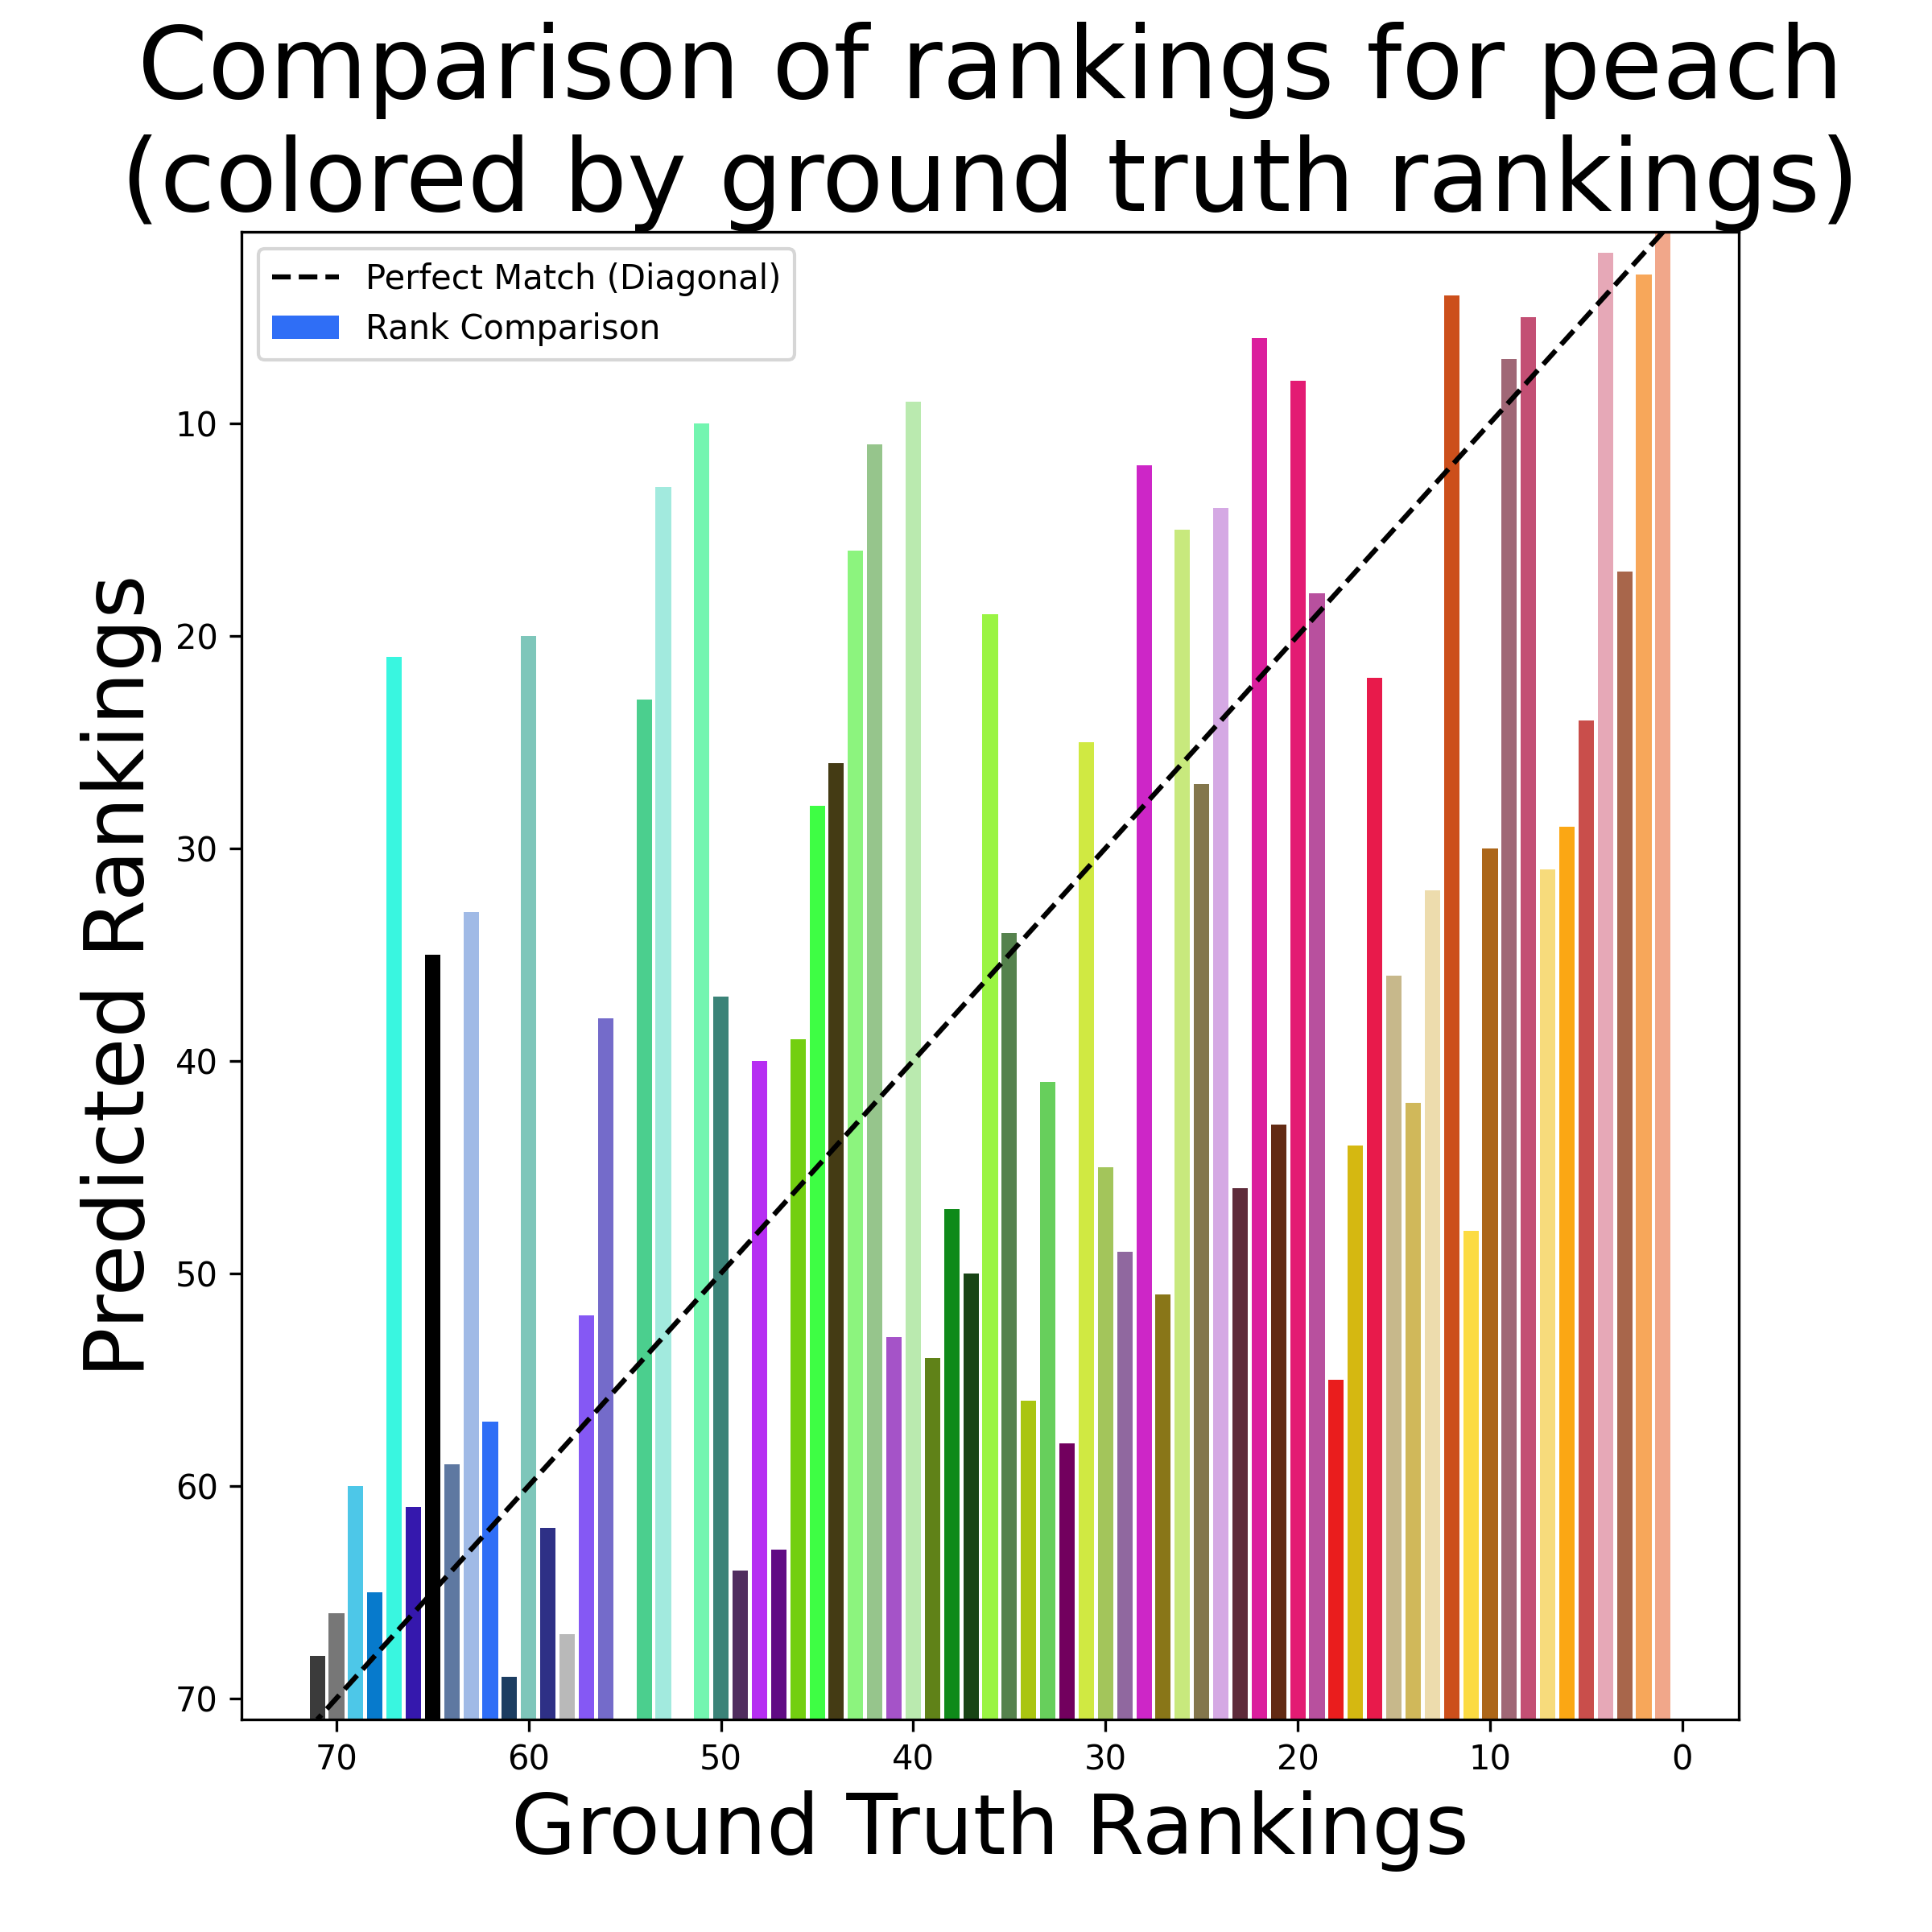 Comparison of rankings for peach
(colored by ground truth rankings)
Perfect Match (Diagonal)
Rank Comparison
Predicted Rankings
10
20
30
40
50
60
70
70
60
50
40
30
20
10
0
Ground Truth Rankings